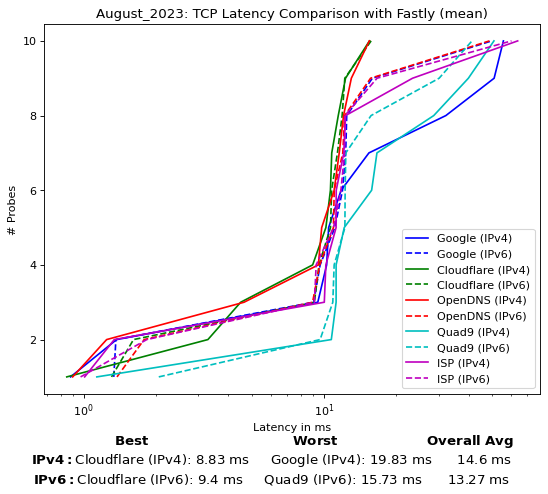 August_2023: TCP Latency Comparison with Fastly (mean)
# Probes
10
8
6
4
2
10⁰
10¹
Latency in ms
Google (IPv4)
Google (IPv6)
Cloudflare (IPv4)
Cloudflare (IPv6)
OpenDNS (IPv4)
OpenDNS (IPv6)
Quad9 (IPv4)
Quad9 (IPv6)
ISP (IPv4)
ISP (IPv6)
Best Worst Overall Avg
IPv4: Cloudflare (IPv4): 8.83 ms Google (IPv4): 19.83 ms 14.6 ms
IPv6: Cloudflare (IPv6): 9.4 ms Quad9 (IPv6): 15.73 ms 13.27 ms